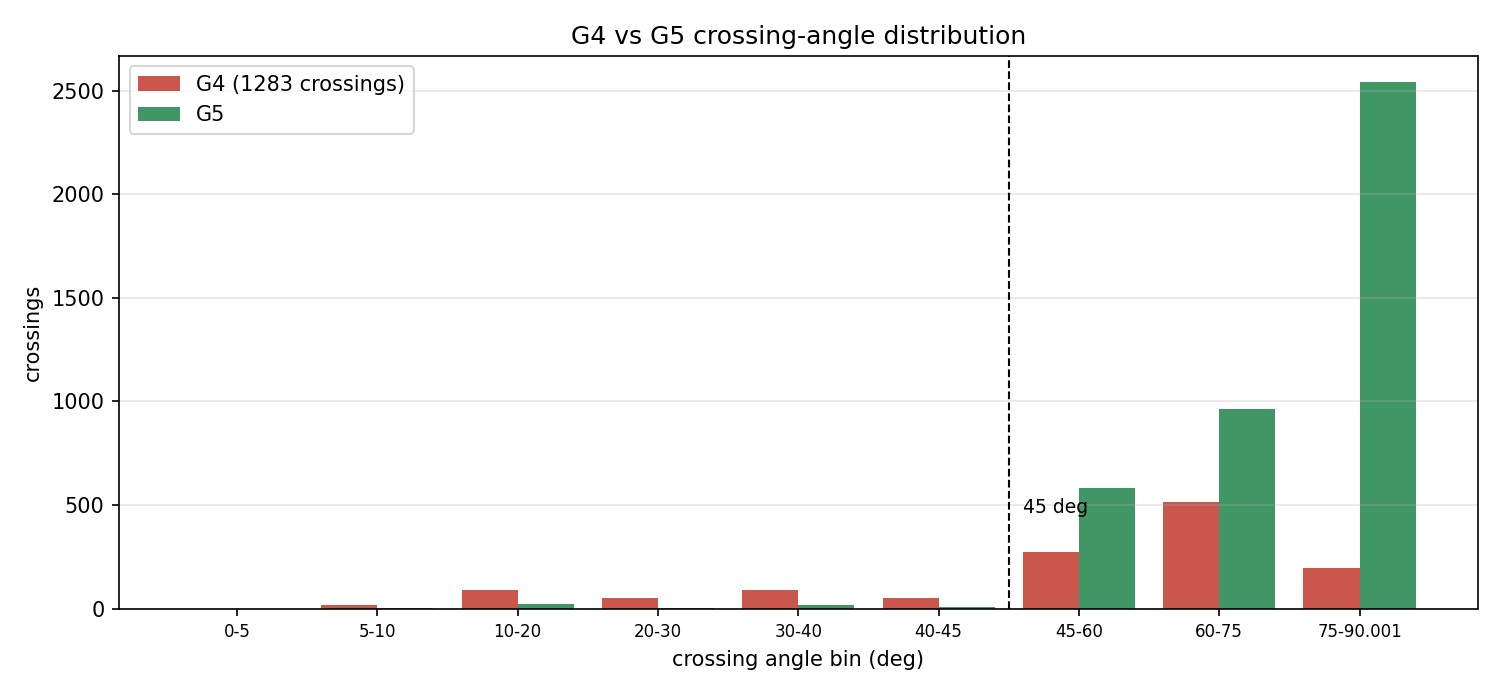 G4 vs G5 crossing-angle distribution
G4 (1283 crossings)
G5
2500
2000
1500
1000
500
0
crossings
45 deg
0-5 5-10 10-20 20-30 30-40 40-45 45-60 60-75 75-90.001
crossing angle bin (deg)